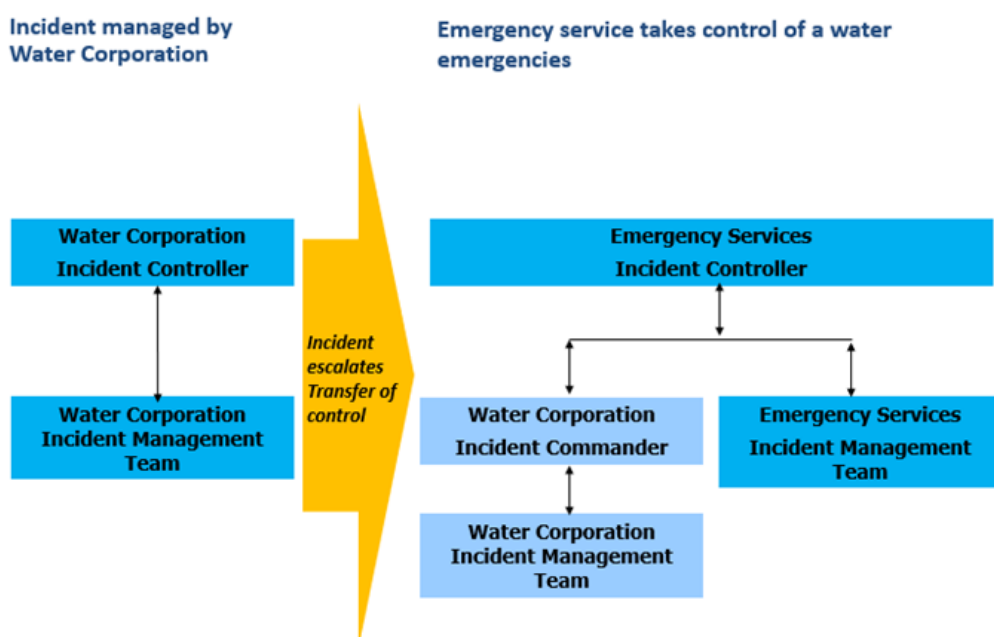 Incident managed by
Water Corporation
Emergency service takes control of a water
emergencies
Water Corporation
Incident Controller
Water Corporation
Incident Management
Team
Incident
escalates
Transfer of
control
Emergency Services
Incident Controller
Water Corporation
Incident Commander
Water Corporation
Incident Management
Team
Emergency Services
Incident Management
Team